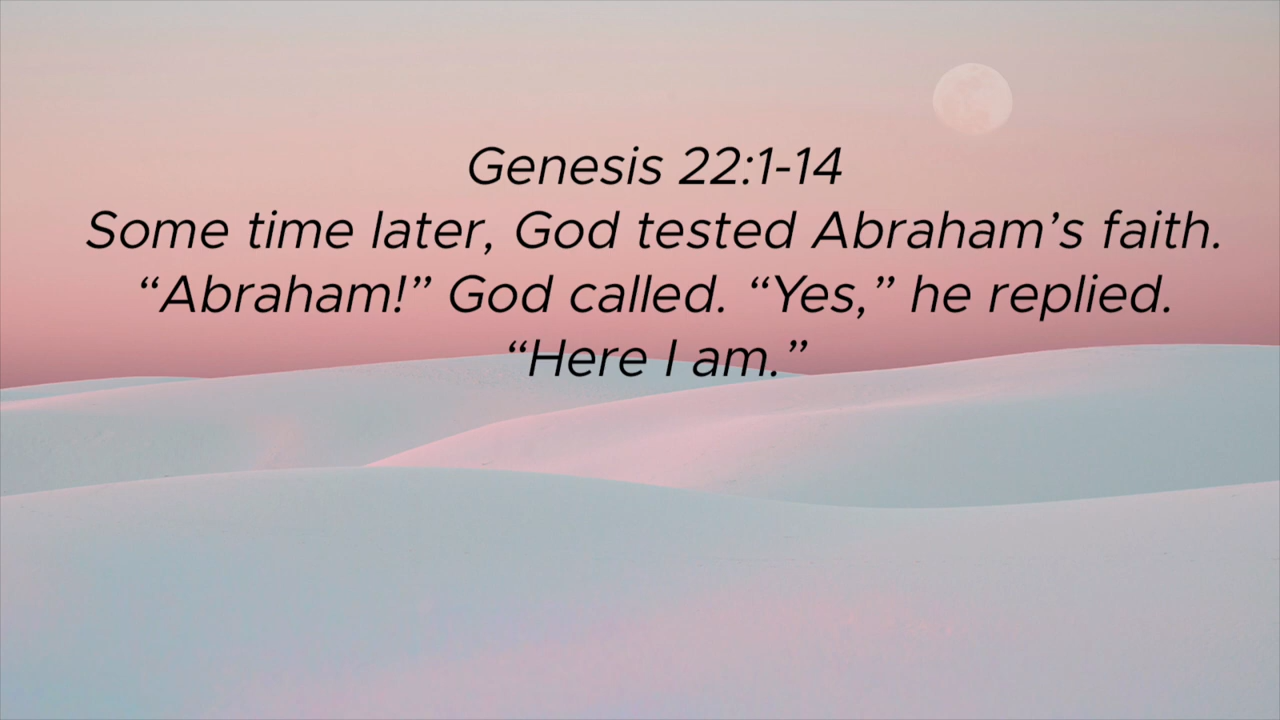 Genesis 22:1-14
Some time later, God tested Abraham’s faith.
“Abraham!” God called. “Yes,” he replied.
“Here I am.”